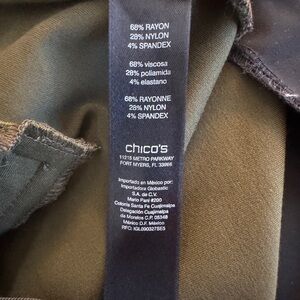 68% RAYON
28% NYLON
4% SPANDEX
68% viscosa
28% poliamida
4% elastano
68% RAYONNE
28% NYLON
4% SPANDEX
chico's
11215 METRO PARKWAY
FORT MYERS, FL 33966
Importado en México por:
Importadora Globastic
S.A. de C.V.
Mario Pani #200
Colonia Santa Fe Cuajimalpa
Delegación Cuajimalpa
de Morelos C.P. 05348
México D.F. México
RFC: IGL090327BE5